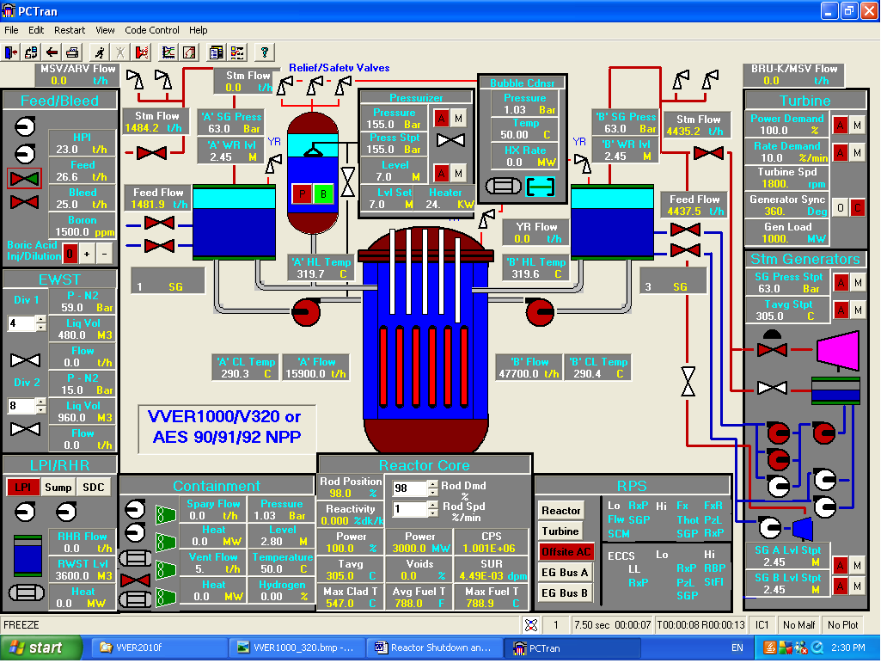 PCTran
File Edit Restart View Code Control Help
MSV/ARV Flow
0.0 t/h
Stm Flow
0.0 t/h
Relief/Safety Valves
BRU-K/MSV Flow
0.0 t/h
Feed/Bleed
HPI
23.0 t/h
Feed
26.6 t/h
Bleed
25.0 t/h
Boron
1500.0 ppm
Boric Acid
Inj/Dilution 0 + -
Stm Flow
1484.2 t/h
'A' SG Press
63.0 Bar
'A' WR lvl
2.45 M
Feed Flow
1481.9 t/h
YR
P B
Pressurizer
Pressure
155.0 Bar
A M
Press Stpt
155.0 Bar
Level
7.0 M
A M
Lvl Set
7.0 M
Heater
24. KW
Bubble Cdnsr
Pressure
1.03 Bar
Temp
50.00 C
HX Rate
0.0 MW
YR
'B' SG Press
63.0 Bar
'B' WR lvl
2.45 M
Stm Flow
4435.2 t/h
Feed Flow
4437.5 t/h
YR Flow
0.0 t/h
Turbine
Power Demand
100.0 %
A M
Rate Demand
10.0 %/min
A M
Turbine Spd
1800. rpm
Generator Sync
360. Deg
O C
Gen Load
1000. MW
EWST
Div 1
4
P - N2
59.0 Bar
Liq Vol
480.0 M3
Flow
0.0 t/h
Div 2
8
P - N2
15.0 Bar
Liq Vol
960.0 M3
Flow
0.0 t/h
1 SG
'A' HL Temp
319.7 C
'B' HL Temp
319.6 C
3 SG
Stm Generators
SG Press Stpt
63.0 Bar
A M
Tavg Stpt
305.0 C
A M
'A' CL Temp
290.3 C
'A' Flow
15900.0 t/h
'B' Flow
47700.0 t/h
'B' CL Temp
290.4 C
VVER1000/V320 or
AES 90/91/92 NPP
LPI/RHR
LPI Sump SDC
RHR Flow
0.0 t/h
RWST Lvl
3600.0 M3
Heat
0.0 MW
Containment
Spary Flow
0.0 t/h
Pressure
1.03 Bar
Heat
0.0 MW
Level
2.80 M
Vent Flow
5. t/h
Temperature
50.0 C
Heat
0.0 MW
Hydrogen
0.00 %
Reactor Core
Rod Position
98.0 %
98 Rod Dmd
%
Reactivity
0.000 %dk/k
1 Rod Spd
%/min
Power
100.0 %
Power
3000.0 MW
CPS
1.001E+06
Tavg
305.0 C
Voids
0.0 %
SUR
4.49E-03 dpm
Max Clad T
547.0 C
Avg Fuel T
788.0 F
Max Fuel T
788.9 C
RPS
Reactor
Turbine
Offsite AC
EG Bus A
EG Bus B
Lo RxP Hi Fx FxR
Flw SGP Thot PzL
SCM SGP RxP
ECCS Lo Hi
LL RxP RBP
RxP PzL StFl
SGP
SG A Lvl Stpt
2.45 M
A M
SG B Lvl Stpt
2.45 M
A M
FREEZE 1 7.50 sec 00:00:07 T00:00:08 R00:00:13 IC1 No Malf No Plot
start VVER2010f VVER1000_320.bmp -... Reactor Shutdown an... PCTran EN 2:30 PM